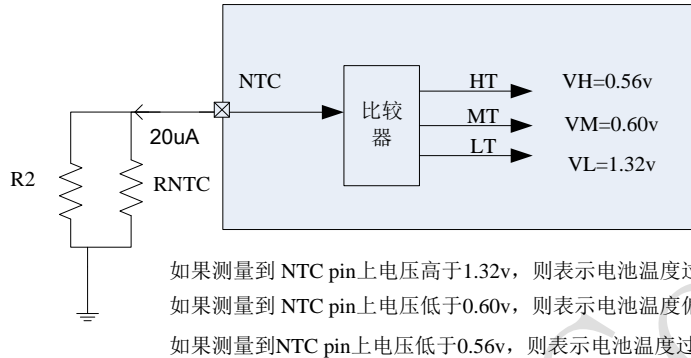 NTC
HT
VH=0.56v
比较
器
MT
VM=0.60v
20uA
LT
VL=1.32v
R2
RNTC
如果测量到 NTC pin上电压高于1.32v，则表示电池温度过
如果测量到 NTC pin上电压低于0.60v，则表示电池温度偏
如果测量到NTC pin上电压低于0.56v，则表示电池温度过